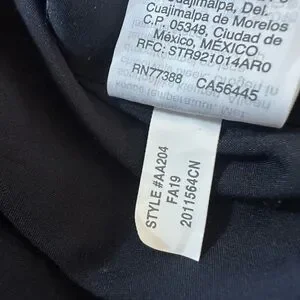 Cuajimalpa, Del.
Cuajimalpa de Morelos
C.P. 05348, Ciudad de
México, MÉXICO
RFC: STR921014AR0
RN77388 CA56445
STYLE #AA204
FA19
2011564CN